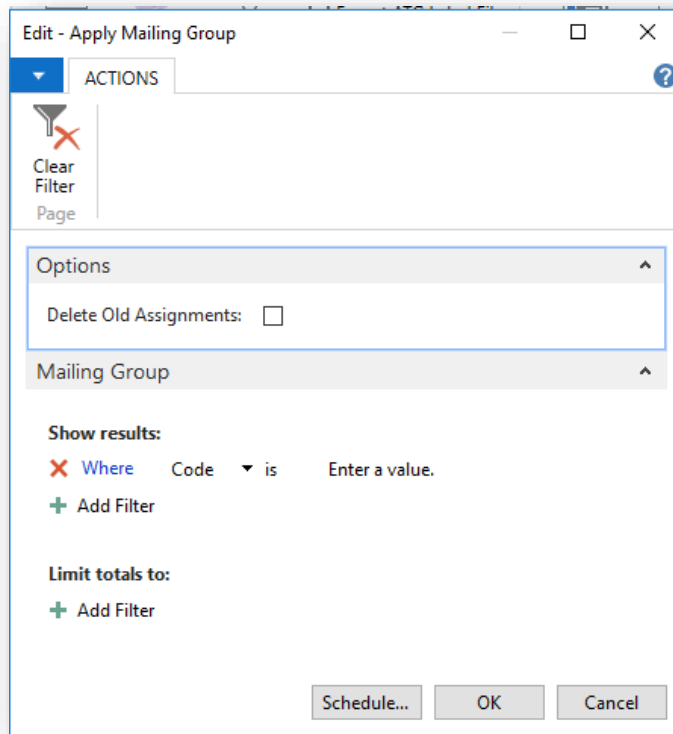 Edit - Apply Mailing Group
ACTIONS
?
Clear
Filter
Page
Options
Delete Old Assignments:
Mailing Group
Show results:
Where Code is Enter a value.
Add Filter
Limit totals to:
Add Filter
Schedule... OK Cancel